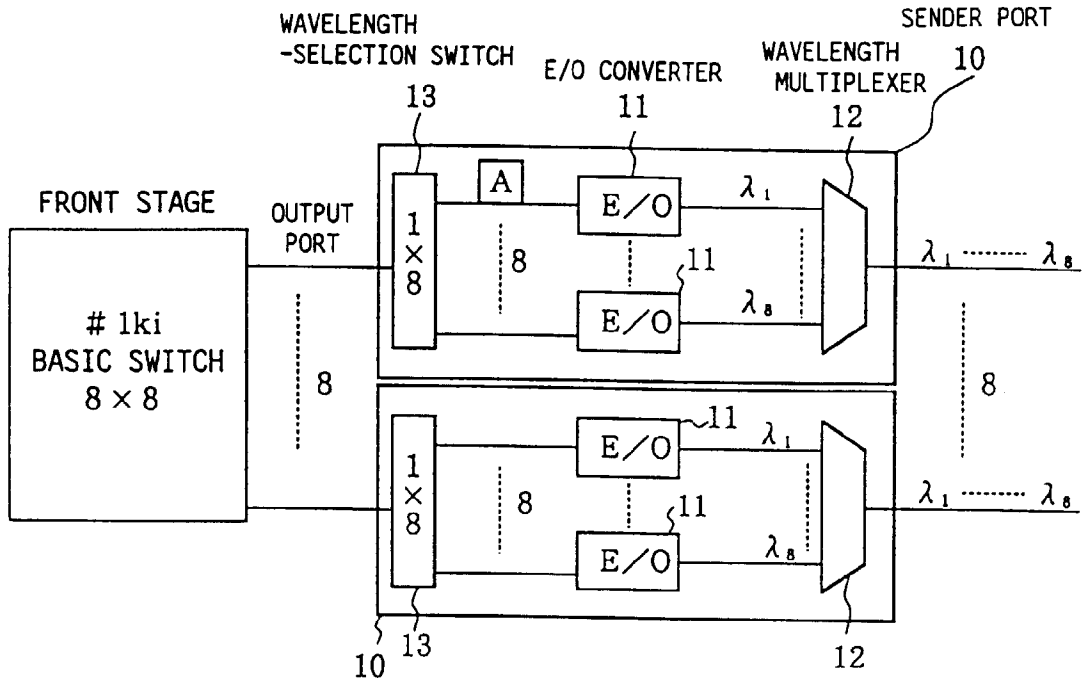 SENDER PORT
10
WAVELENGTH
-SELECTION SWITCH
13
E/O CONVERTER
11
WAVELENGTH
MULTIPLEXER
12
FRONT STAGE
# 1ki
BASIC SWITCH
8 × 8
OUTPUT
PORT
8
1
×
8
A
8
E/O
λ₁
11
E/O
λ₈
λ₁ λ₈
8
1
×
8
8
11
E/O
λ₁
11
E/O
λ₈
λ₁ λ₈
10
13
12